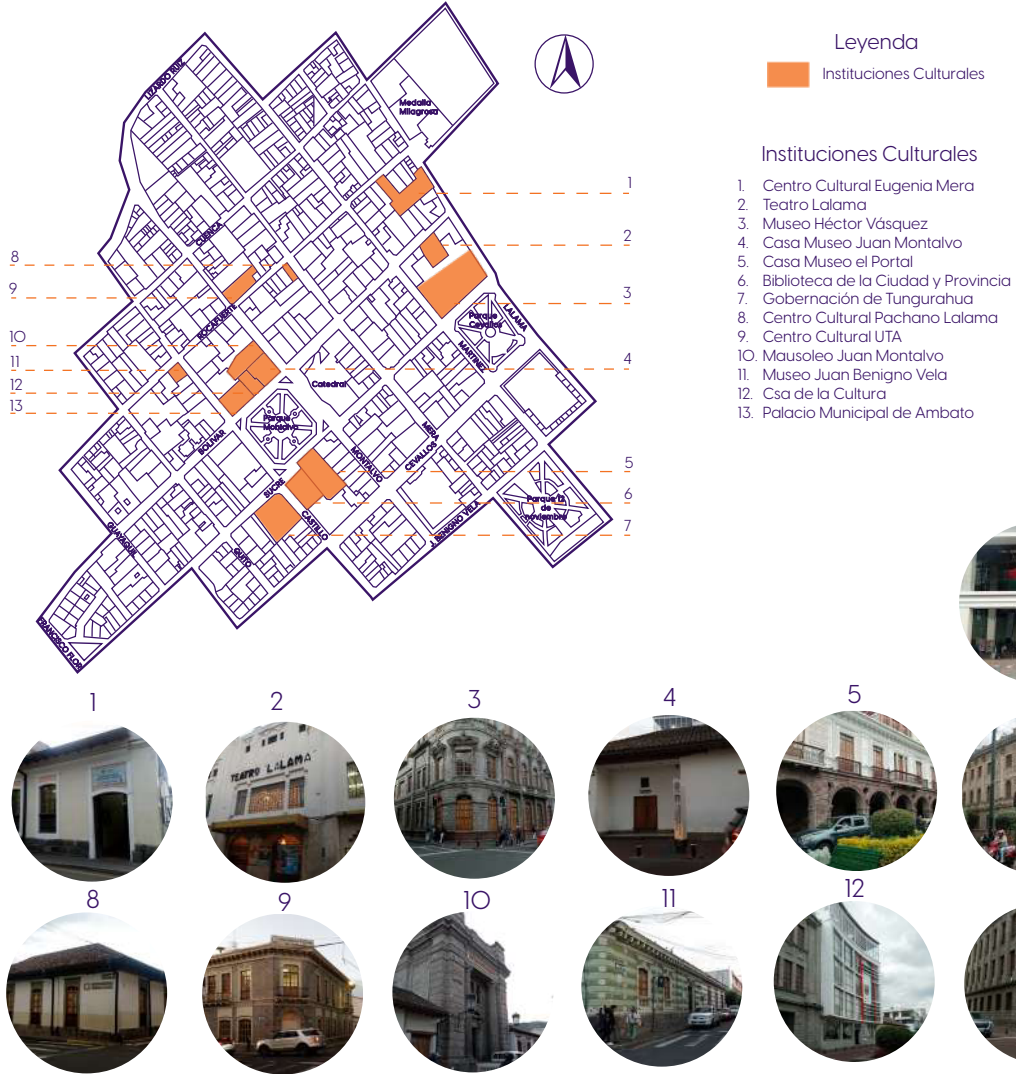 Leyenda
Instituciones Culturales
Instituciones Culturales
1. Centro Cultural Eugenia Mera
2. Teatro Lalama
3. Museo Héctor Vásquez
4. Casa Museo Juan Montalvo
5. Casa Museo el Portal
6. Biblioteca de la Ciudad y Provincia
7. Gobernación de Tungurahua
8. Centro Cultural Pachano Lalama
9. Centro Cultural UTA
10. Mausoleo Juan Montalvo
11. Museo Juan Benigno Vela
12. Csa de la Cultura
13. Palacio Municipal de Ambato
LIZARDO RUIZ
Medalla
Milagrosa
CUENCA
ROCAFUERTE
Parque
Cevallos
LALAMA
MARTINEZ
Catedral
Parque
Montalvo
BOLIVAR
MERA
CEVALLOS
MONTALVO
SUCRE
CASTILLO
Parque 12
de
noviembre
J. BENIGNO VELA
GUAYAQUIL
QUITO
FRANCISCO FLOR
1
2
3
4
5
6
7
8
9
10
11
12
13
1
2
3
4
5
TEATRO LALAMA
8
9
10
11
12